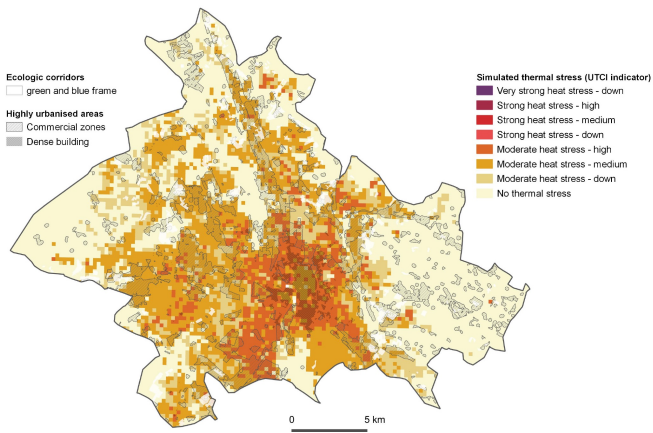 Ecologic corridors
green and blue frame
Highly urbanised areas
Commercial zones
Dense building
Simulated thermal stress (UTCI indicator)
Very strong heat stress - down
Strong heat stress - high
Strong heat stress - medium
Strong heat stress - down
Moderate heat stress - high
Moderate heat stress - medium
Moderate heat stress - down
No thermal stress
0 5 km